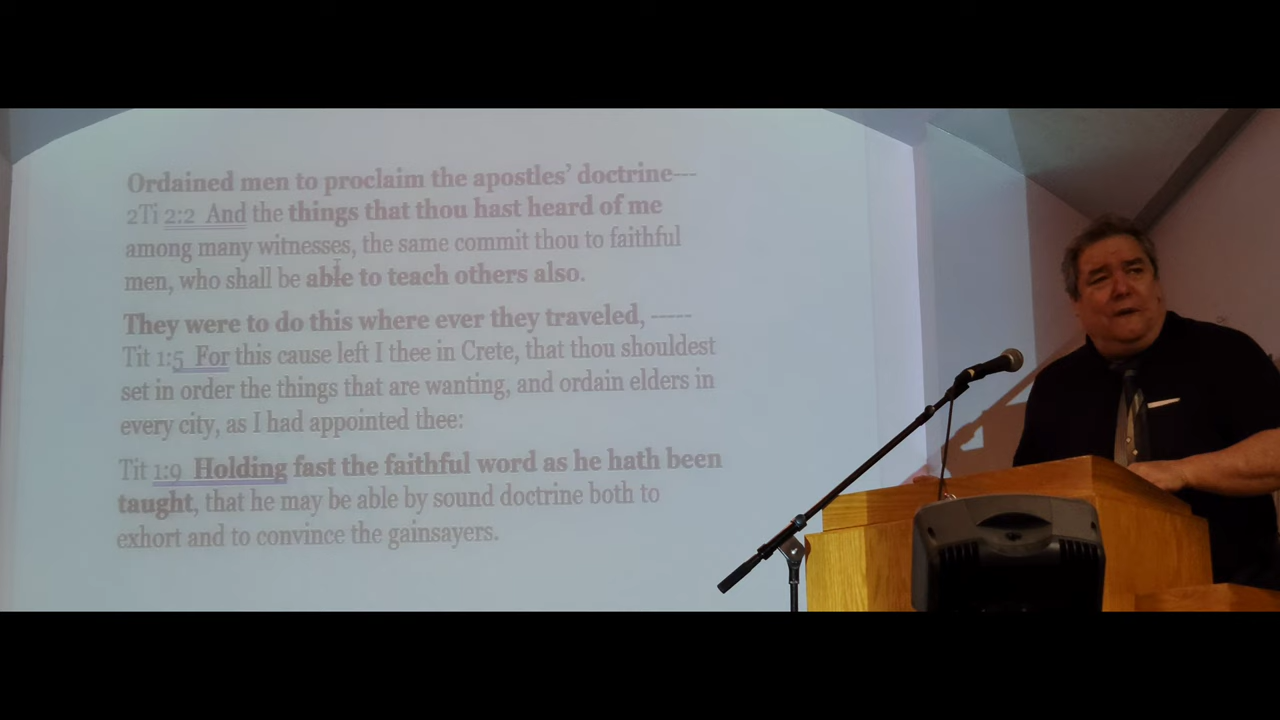 Ordained men to proclaim the apostles’ doctrine---
2Ti 2:2 And the things that thou hast heard of me
among many witnesses, the same commit thou to faithful
men, who shall be able to teach others also.
They were to do this where ever they traveled, -----
Tit 1:5 For this cause left I thee in Crete, that thou shouldest
set in order the things that are wanting, and ordain elders in
every city, as I had appointed thee:
Tit 1:9 Holding fast the faithful word as he hath been
taught, that he may be able by sound doctrine both to
exhort and to convince the gainsayers.